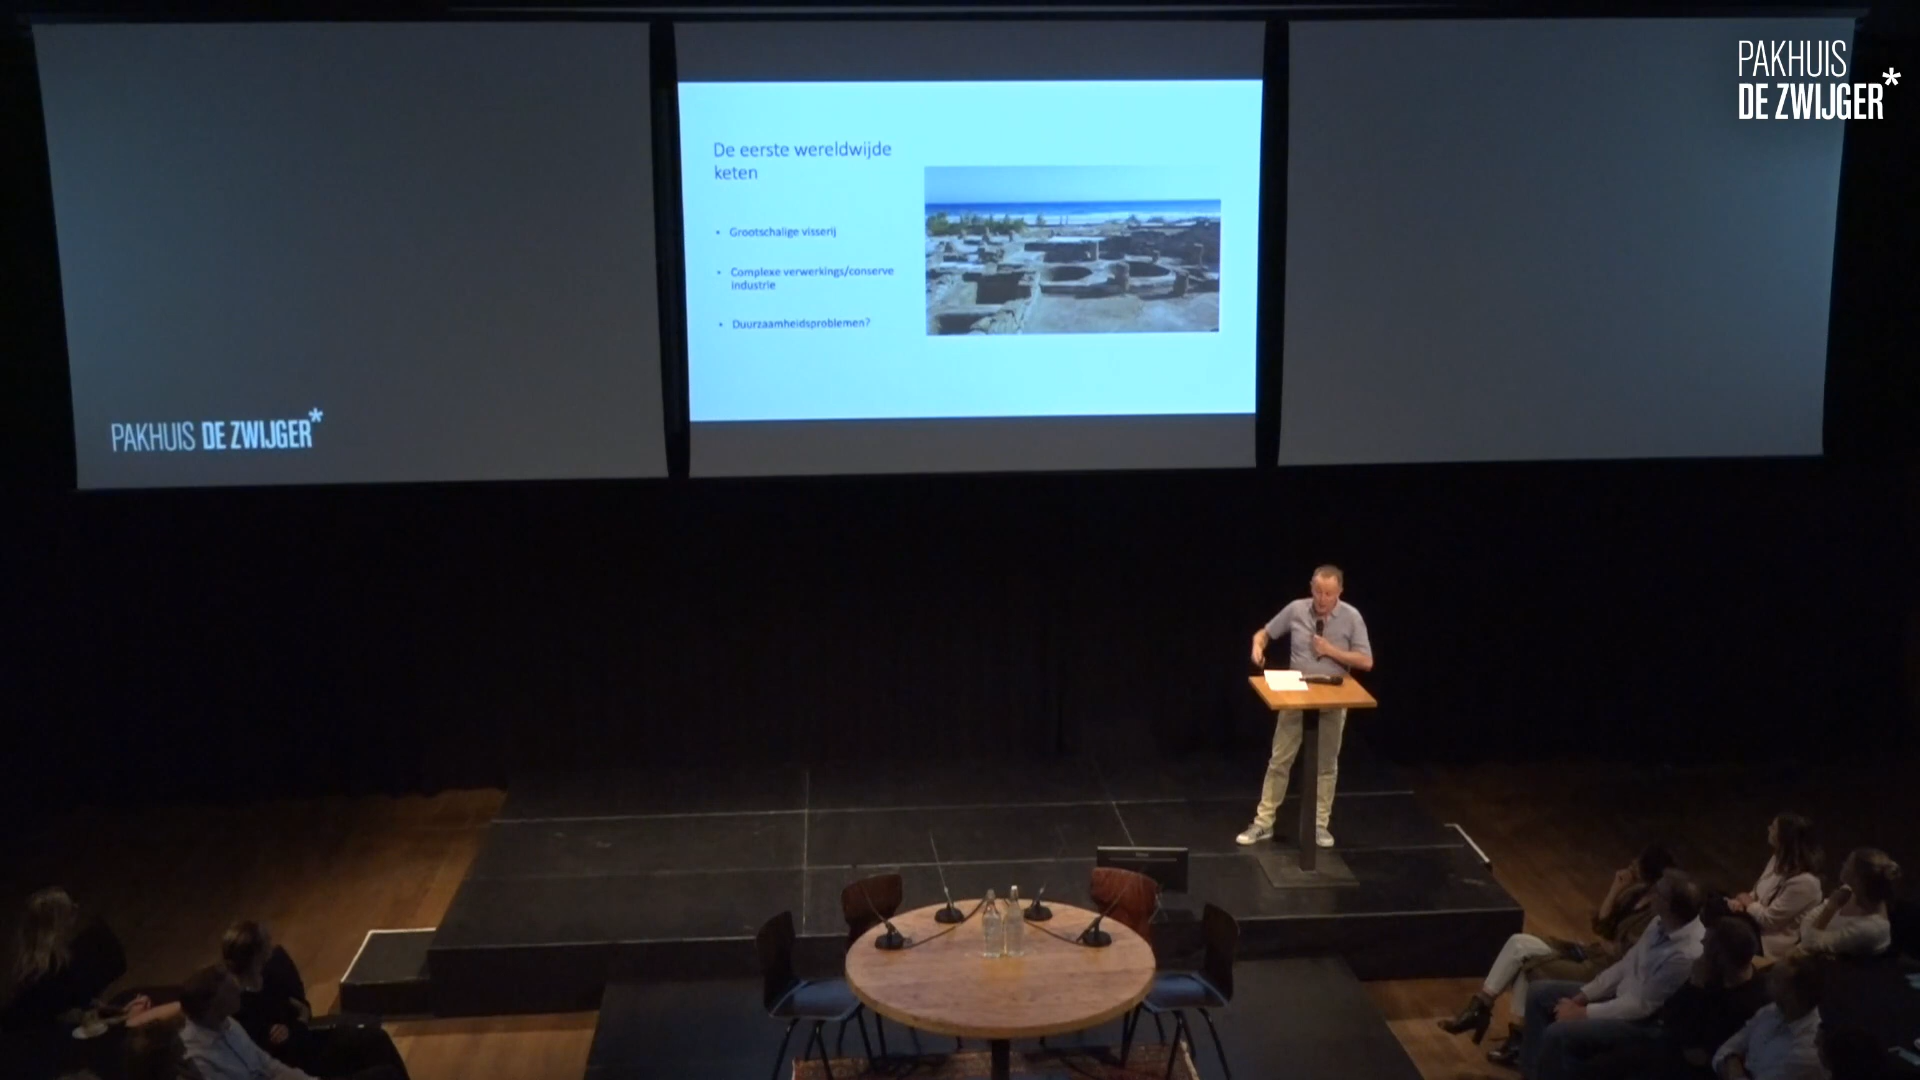 PAKHUIS
DE ZWIJGER*
De eerste wereldwijde
keten
• Grootschalige visserij
• Complexe verwerkings/conserve
industrie
• Duurzaamheidsproblemen?
PAKHUIS DE ZWIJGER*